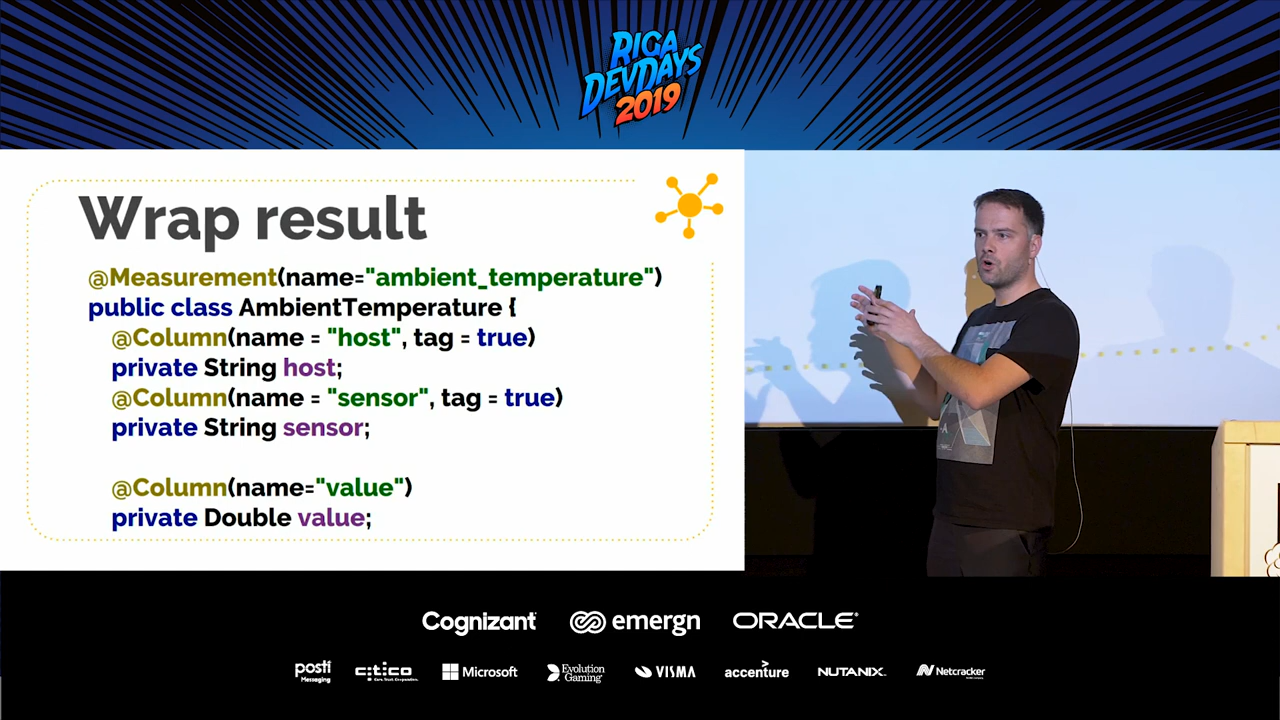 RIGA
DEVDAYS
2019
Wrap result
@Measurement(name="ambient_temperature")
public class AmbientTemperature {
@Column(name = "host", tag = true)
private String host;
@Column(name = "sensor", tag = true)
private String sensor;
@Column(name="value")
private Double value;
Cognizant
emergn
ORACLE®
posti
Messaging
citico
Microsoft
Evolution
Gaming
VISMA
accenture
NUTANIX
Netcracker